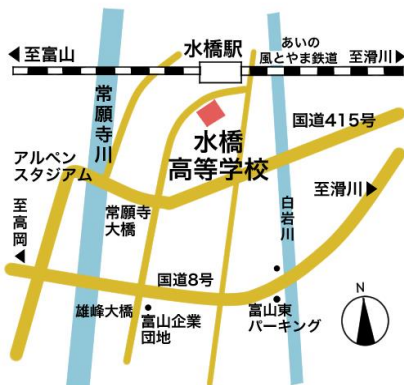 至富山
水橋駅
あいの
風とやま鉄道
至滑川
常願寺川
国道415号
水橋
高等学校
アルペン
スタジアム
至滑川
至高岡
常願寺
大橋
白岩川
国道8号
雄峰大橋
富山企業
団地
富山東
パーキング
N